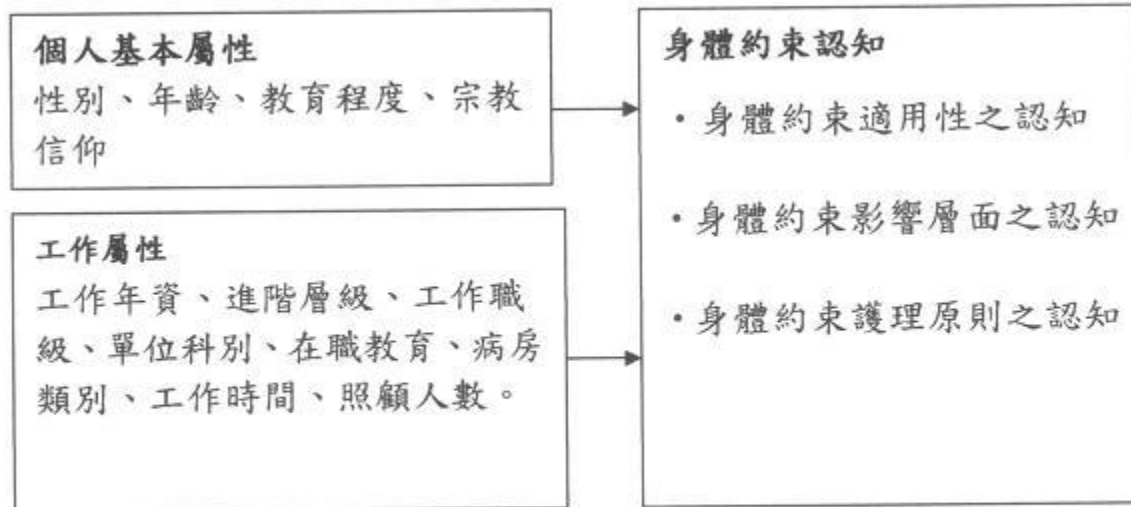 個人基本屬性
性別、年齡、教育程度、宗教
信仰
工作屬性
工作年資、進階層級、工作職
級、單位科別、在職教育、病房
類別、工作時間、照顧人數。
身體約束認知
・身體約束適用性之認知
・身體約束影響層面之認知
・身體約束護理原則之認知